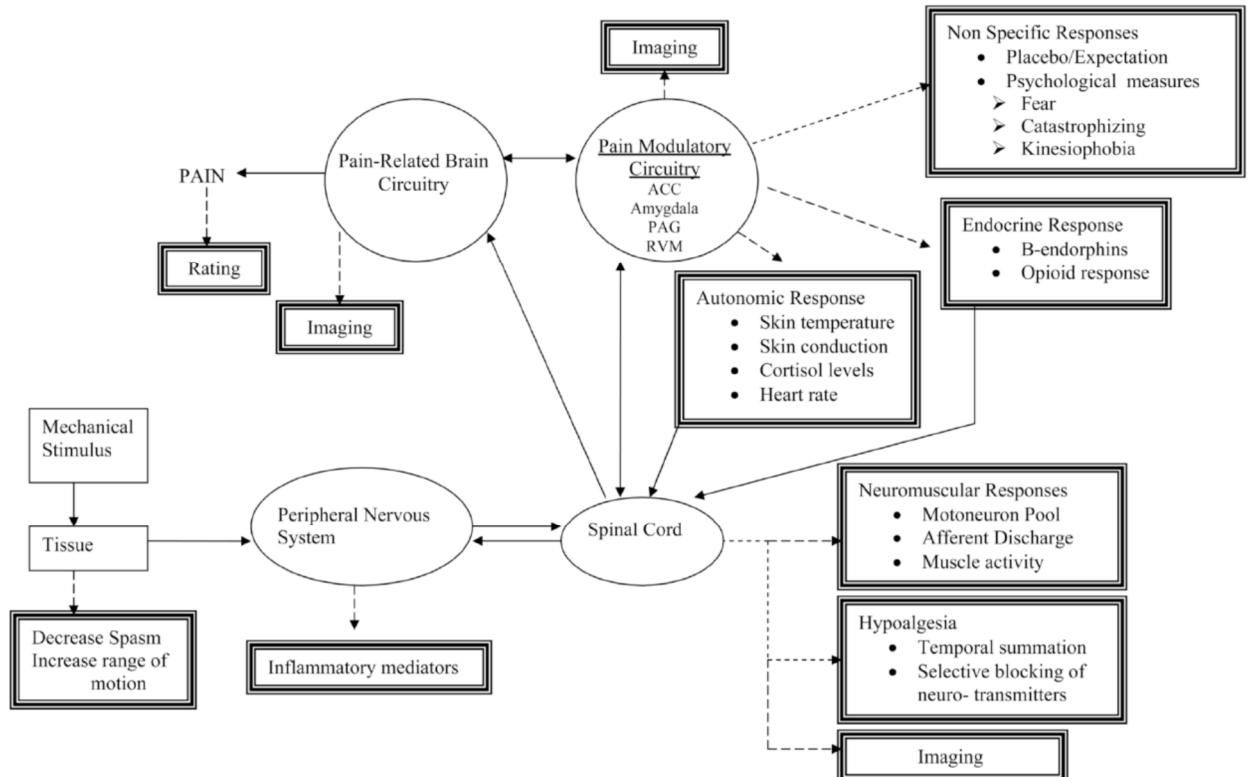 Imaging
Non Specific Responses
• Placebo/Expectation
• Psychological measures
➢ Fear
➢ Catastrophizing
➢ Kinesiophobia
Pain-Related Brain
Circuitry
Pain Modulatory
Circuitry
ACC
Amygdala
PAG
RVM
PAIN
Rating
Imaging
Endocrine Response
• B-endorphins
• Opioid response
Autonomic Response
• Skin temperature
• Skin conduction
• Cortisol levels
• Heart rate
Mechanical
Stimulus
Tissue
Peripheral Nervous
System
Spinal Cord
Neuromuscular Responses
• Motoneuron Pool
• Afferent Discharge
• Muscle activity
Decrease Spasm
Increase range of
motion
Inflammatory mediators
Hypoalgesia
• Temporal summation
• Selective blocking of
neuro- transmitters
Imaging